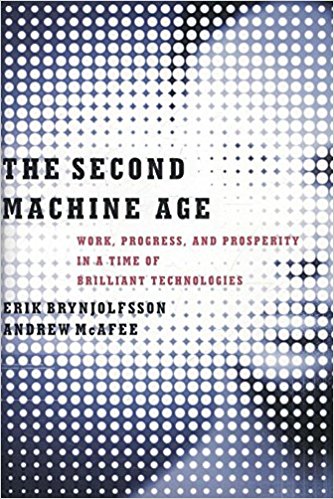 THE SECOND
MACHINE AGE
WORK, PROGRESS, AND PROSPERITY
IN A TIME OF
BRILLIANT TECHNOLOGIES
ERIK BRYNJOLFSSON
ANDREW McAFEE